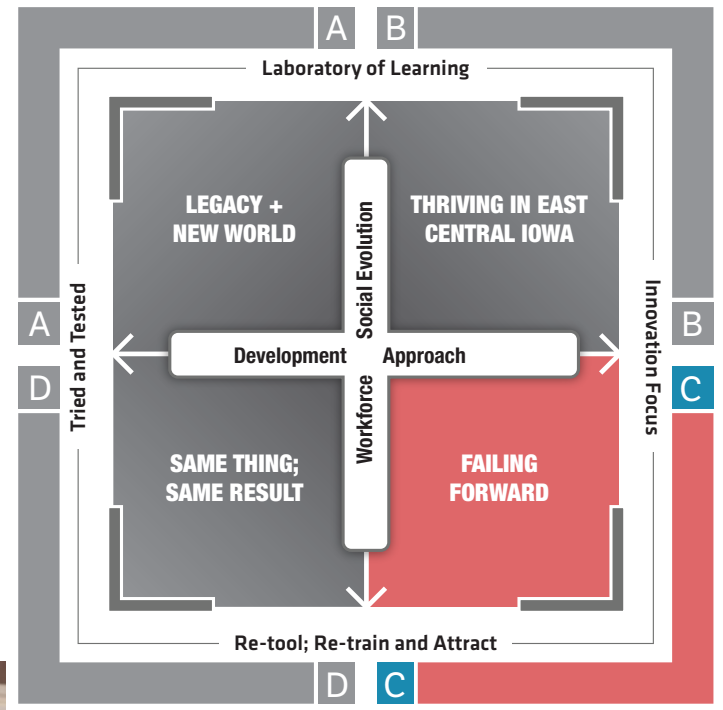 A B
Laboratory of Learning
LEGACY +
NEW WORLD
THRIVING IN EAST
CENTRAL IOWA
Workforce Social Evolution
Development Approach
A
B
Tried and Tested
Innovation Focus
D
C
SAME THING;
SAME RESULT
FAILING
FORWARD
Re-tool; Re-train and Attract
D C